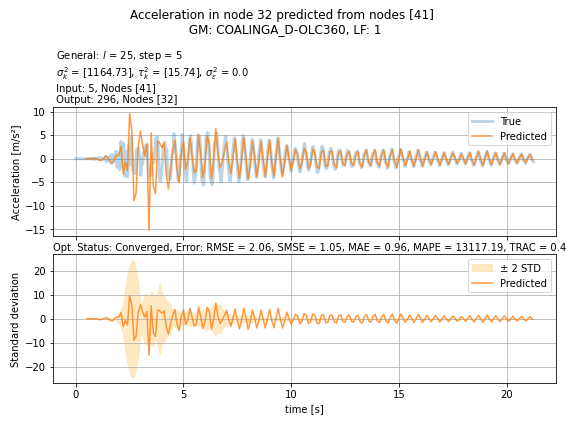 Acceleration in node 32 predicted from nodes [41]
GM: COALINGA_D-OLC360, LF: 1
General: l = 25, step = 5
σ²ₖ = [1164.73], τ²ₖ = [15.74], σ²ε = 0.0
Input: 5, Nodes [41]
Output: 296, Nodes [32]
10
5
0
−5
−10
−15
Acceleration [m/s²]
True
Predicted
Opt. Status: Converged, Error: RMSE = 2.06, SMSE = 1.05, MAE = 0.96, MAPE = 13117.19, TRAC = 0.4
20
10
0
−10
−20
Standard deviation
± 2 STD
Predicted
0 5 10 15 20
time [s]